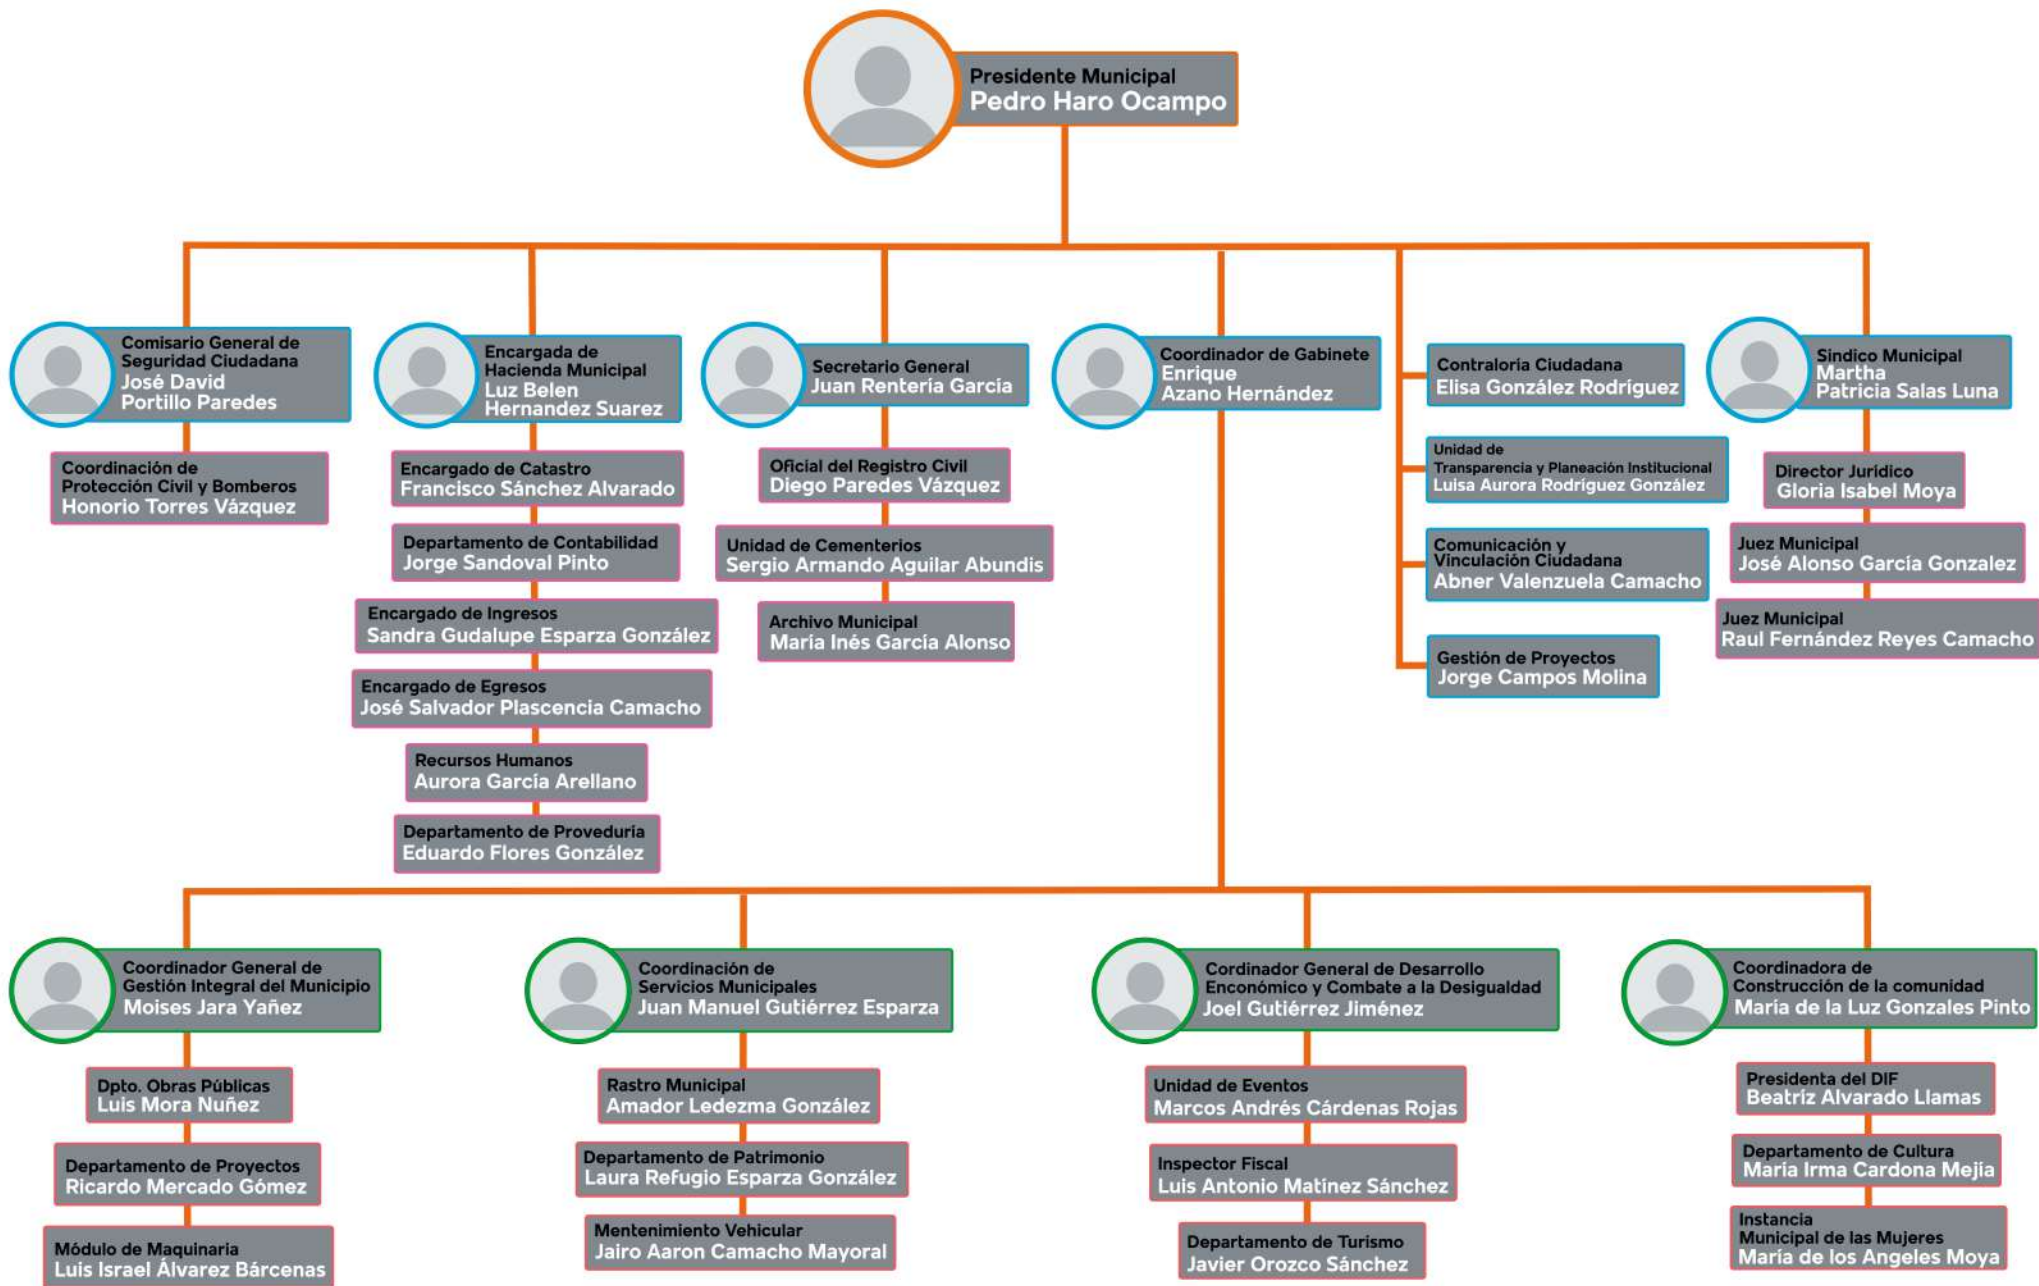 Presidente Municipal
Pedro Haro Ocampo
Comisario General de
Seguridad Ciudadana
José David
Portillo Paredes
Coordinación de
Protección Civil y Bomberos
Honorio Torres Vázquez
Encargada de
Hacienda Municipal
Luz Belen
Hernandez Suarez
Encargado de Catastro
Francisco Sánchez Alvarado
Departamento de Contabilidad
Jorge Sandoval Pinto
Encargado de Ingresos
Sandra Gudalupe Esparza González
Encargado de Egresos
José Salvador Plascencia Camacho
Recursos Humanos
Aurora García Arellano
Departamento de Proveduría
Eduardo Flores González
Secretario General
Juan Rentería García
Oficial del Registro Civil
Diego Paredes Vázquez
Unidad de Cementerios
Sergio Armando Aguilar Abundis
Archivo Municipal
María Inés García Alonso
Coordinador de Gabinete
Enrique
Azano Hernández
Contraloría Ciudadana
Elisa González Rodríguez
Unidad de
Transparencia y Planeación Institucional
Luisa Aurora Rodríguez González
Comunicación y
Vinculación Ciudadana
Abner Valenzuela Camacho
Gestión de Proyectos
Jorge Campos Molina
Sindico Municipal
Martha
Patricia Salas Luna
Director Jurídico
Gloria Isabel Moya
Juez Municipal
José Alonso García Gonzalez
Juez Municipal
Raul Fernández Reyes Camacho
Coordinador General de
Gestión Integral del Municipio
Moises Jara Yañez
Dpto. Obras Públicas
Luis Mora Nuñez
Departamento de Proyectos
Ricardo Mercado Gómez
Módulo de Maquinaria
Luis Israel Álvarez Bárcenas
Coordinación de
Servicios Municipales
Juan Manuel Gutiérrez Esparza
Rastro Municipal
Amador Ledezma González
Departamento de Patrimonio
Laura Refugio Esparza González
Mentenimiento Vehicular
Jairo Aaron Camacho Mayoral
Cordinador General de Desarrollo
Enconómico y Combate a la Desigualdad
Joel Gutiérrez Jiménez
Unidad de Eventos
Marcos Andrés Cárdenas Rojas
Inspector Fiscal
Luis Antonio Matínez Sánchez
Departamento de Turismo
Javier Orozco Sánchez
Coordinadora de
Construcción de la comunidad
María de la Luz Gonzales Pinto
Presidenta del DIF
Beatríz Alvarado Llamas
Departamento de Cultura
María Irma Cardona Mejía
Instancia
Municipal de las Mujeres
María de los Angeles Moya